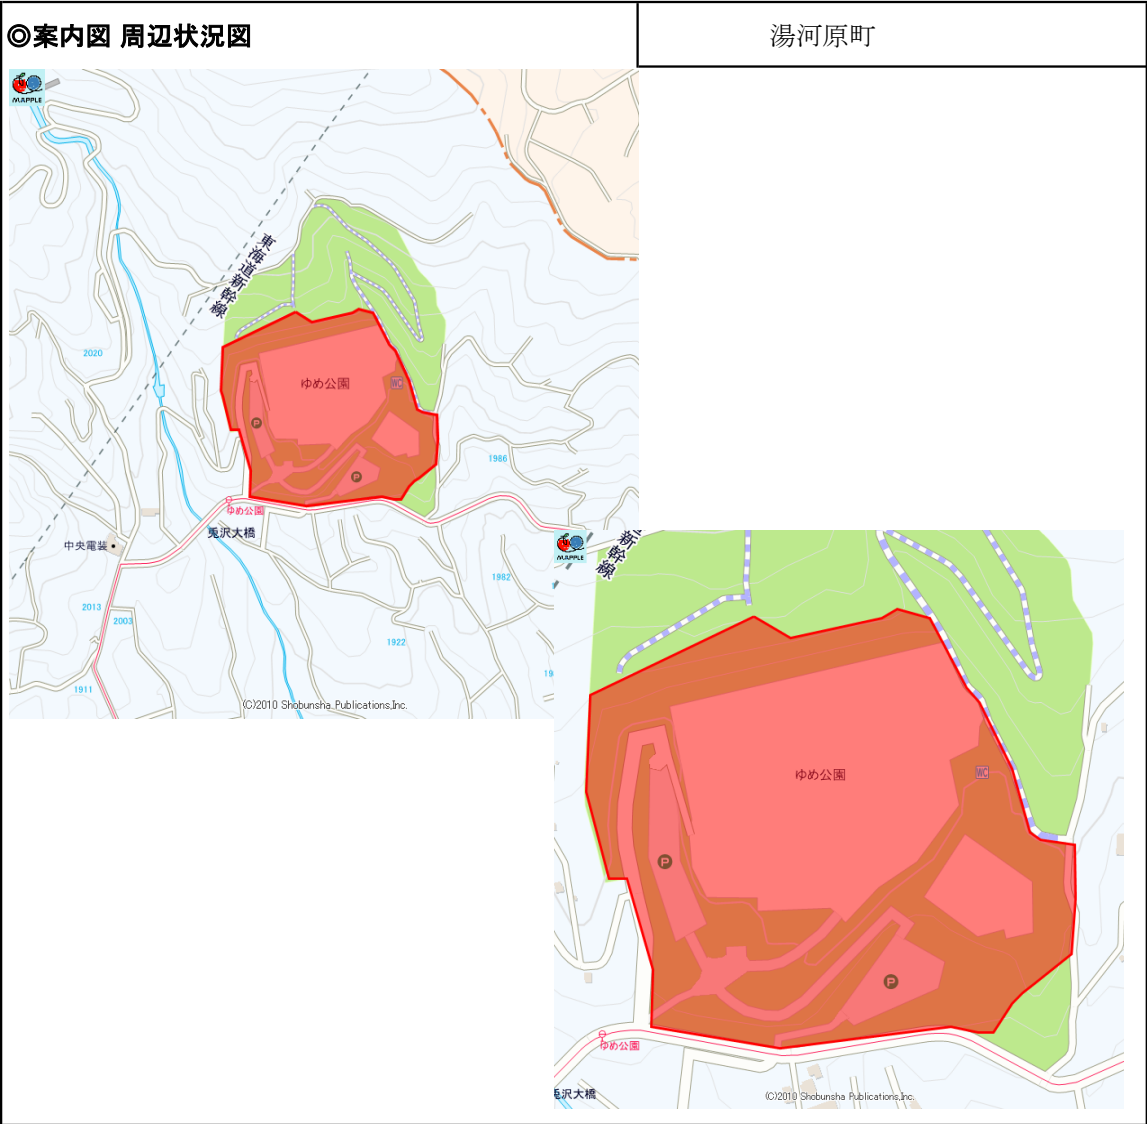 ◎案内図 周辺状況図
湯河原町
MAPPLE
東海道新幹線
2020
ゆめ公園
WC
P
P
1986
ゆめ公園
兎沢大橋
中央電装
1982
2013
2003
1922
19
1911
(C)2010 Shobunsha Publications,Inc.
MAPPLE
新幹線
ゆめ公園
WC
P
P
ゆめ公園
兎沢大橋
(C)2010 Shobunsha Publications,Inc.